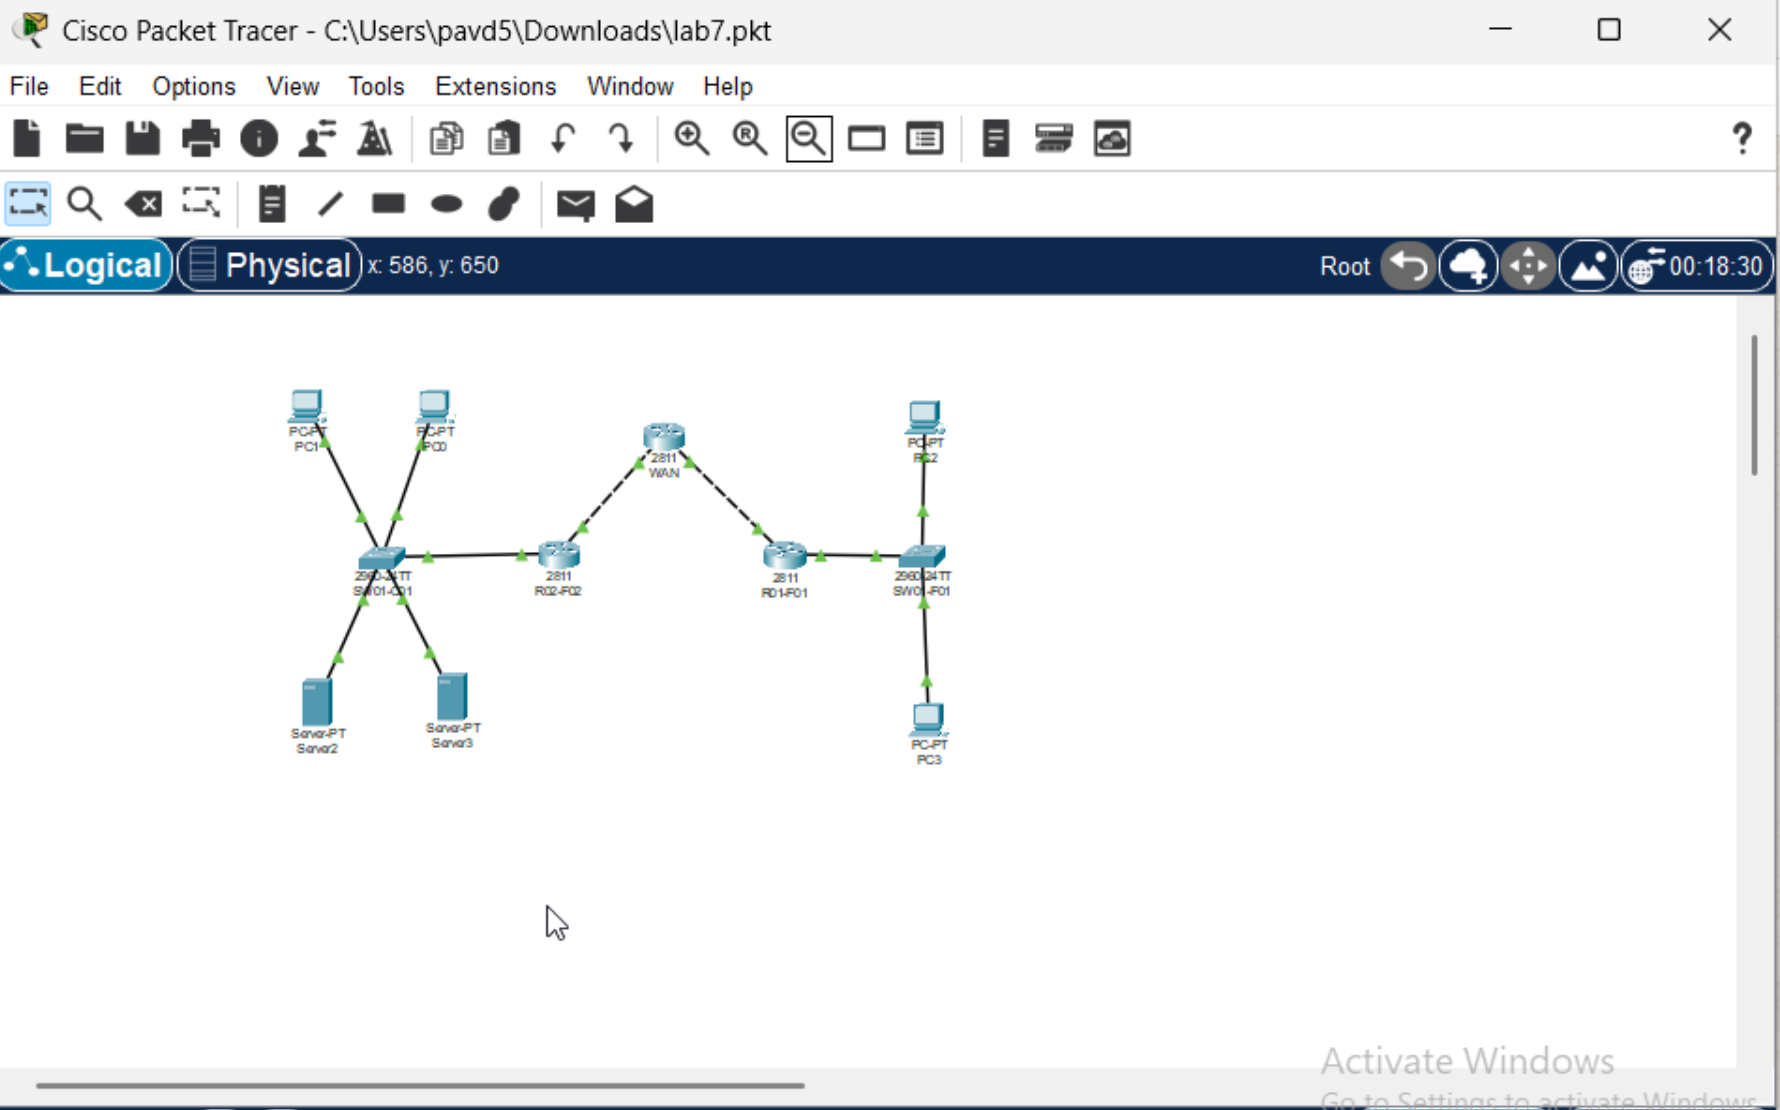 Cisco Packet Tracer - C:\Users\pavd5\Downloads\lab7.pkt
File Edit Options View Tools Extensions Window Help
Logical Physical x: 586, y: 650 Root 00:18:30
PC-PT
PC1
PC-PT
PC0
2811
WAN
PC-PT
PC2
2960-24TT
SW01-C01
2811
R02-F02
2811
R01-F01
2960-24TT
SW01-F01
Server-PT
Server2
Server-PT
Server3
PC-PT
PC3
Activate Windows
Go to Settings to activate Windows.